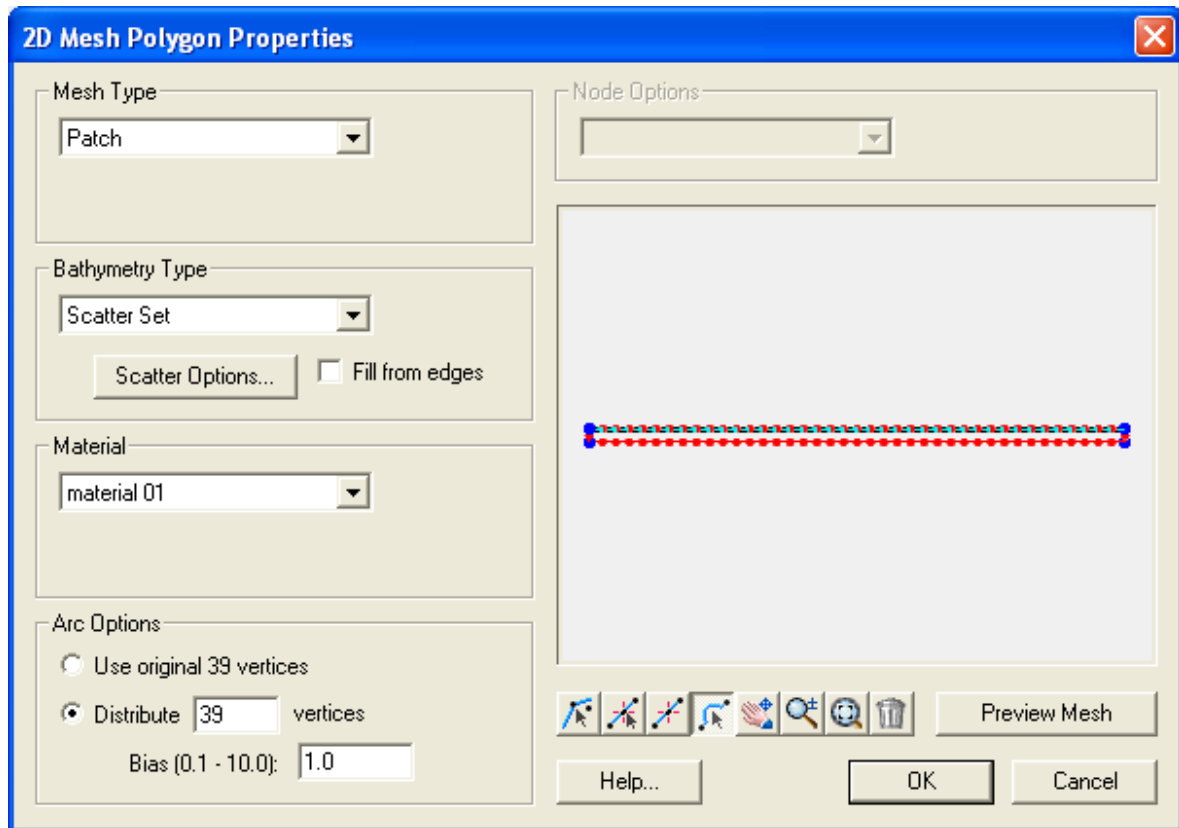 2D Mesh Polygon Properties
Mesh Type
Patch
Bathymetry Type
Scatter Set
Scatter Options...
Fill from edges
Material
material 01
Arc Options
Use original 39 vertices
Distribute 39 vertices
Bias (0.1 - 10.0): 1.0
Node Options
Preview Mesh
Help...
OK
Cancel